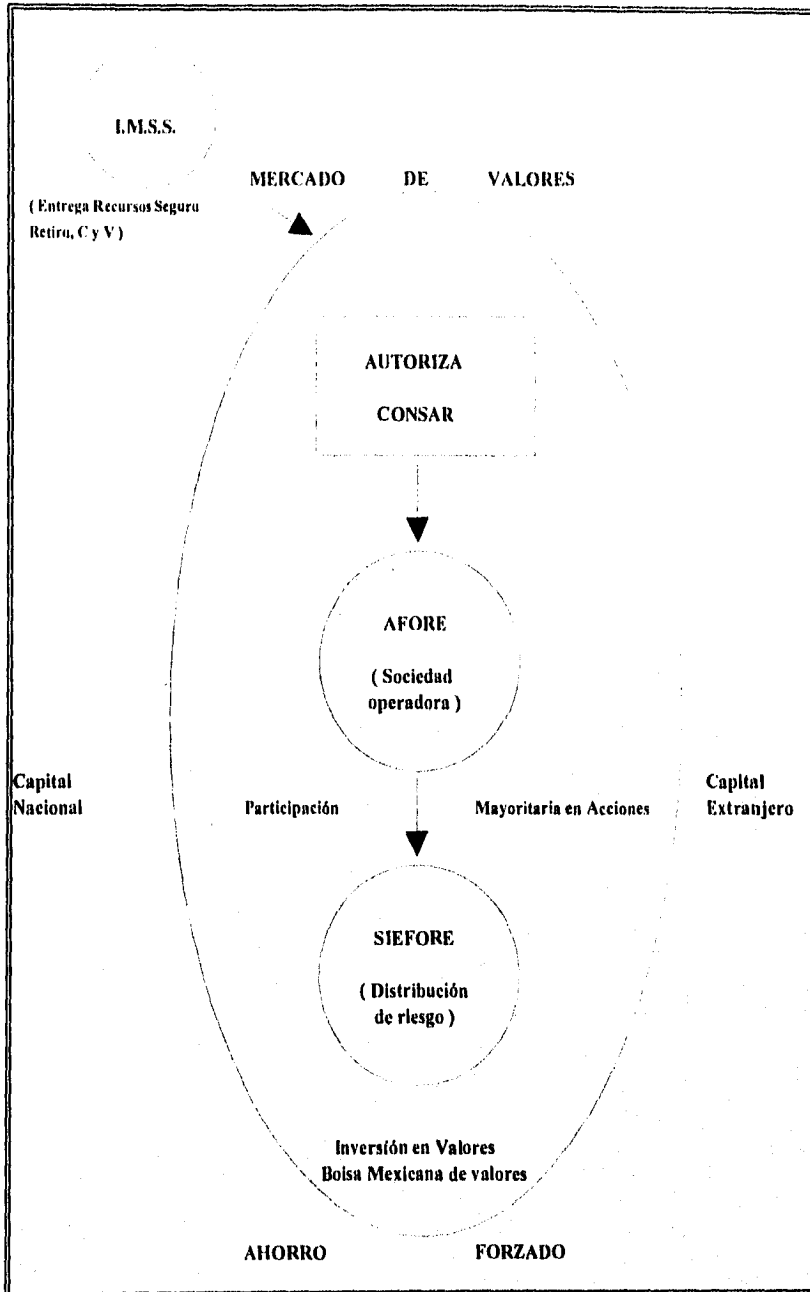 I.M.S.S.
MERCADO DE VALORES
( Entrega Recursos Seguro
Retiro, C y V )
AUTORIZA
CONSAR
AFORE
( Sociedad
operadora )
Capital
Nacional
Participación
Mayoritaria en Acciones
Capital
Extranjero
SIEFORE
( Distribución
de riesgo )
Inversión en Valores
Bolsa Mexicana de valores
AHORRO FORZADO